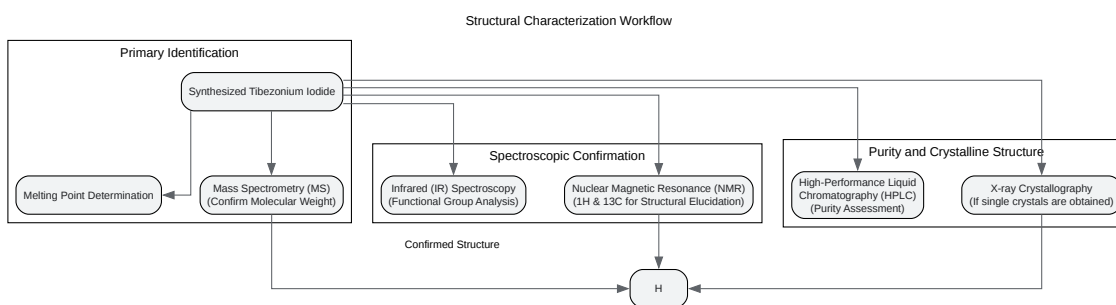 Structural Characterization Workflow
Primary Identification
Synthesized Tibezonium Iodide
Melting Point Determination
Mass Spectrometry (MS)
(Confirm Molecular Weight)
Spectroscopic Confirmation
Infrared (IR) Spectroscopy
(Functional Group Analysis)
Nuclear Magnetic Resonance (NMR)
(1H & 13C for Structural Elucidation)
Purity and Crystalline Structure
High-Performance Liquid
Chromatography (HPLC)
(Purity Assessment)
X-ray Crystallography
(If single crystals are obtained)
Confirmed Structure
H